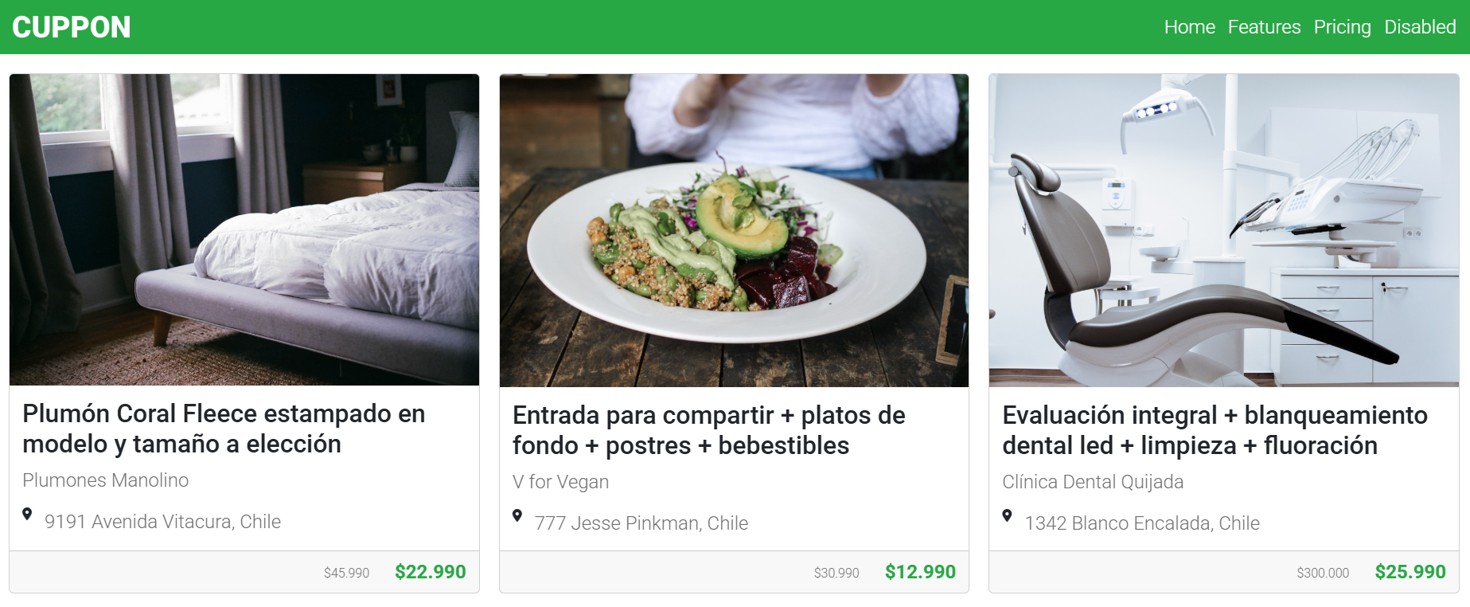 CUPPON
Home Features Pricing Disabled
Plumón Coral Fleece estampado en
modelo y tamaño a elección
Plumones Manolino
9191 Avenida Vitacura, Chile
$45.990 $22.990
Entrada para compartir + platos de
fondo + postres + bebestibles
V for Vegan
777 Jesse Pinkman, Chile
$30.990 $12.990
Evaluación integral + blanqueamiento
dental led + limpieza + fluoración
Clínica Dental Quijada
1342 Blanco Encalada, Chile
$300.000 $25.990